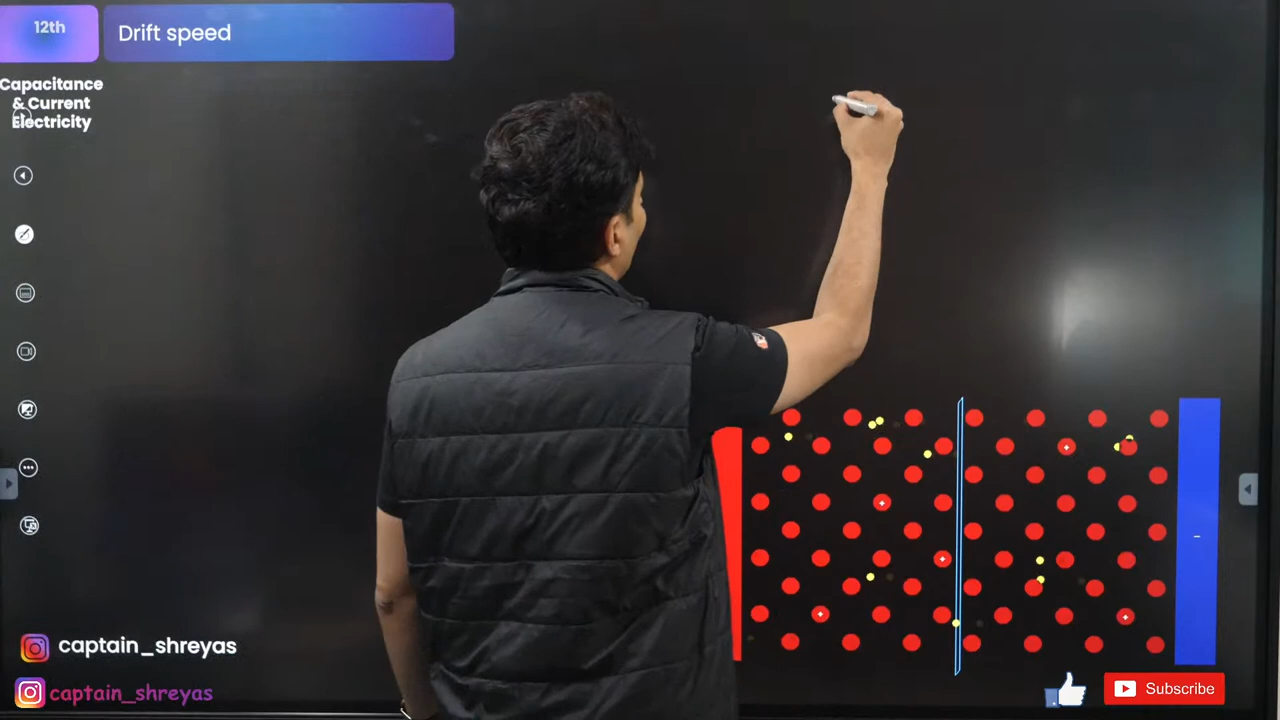 12th
Drift speed
Capacitance
& Current
Electricity
captain_shreyas
captain_shreyas
Subscribe